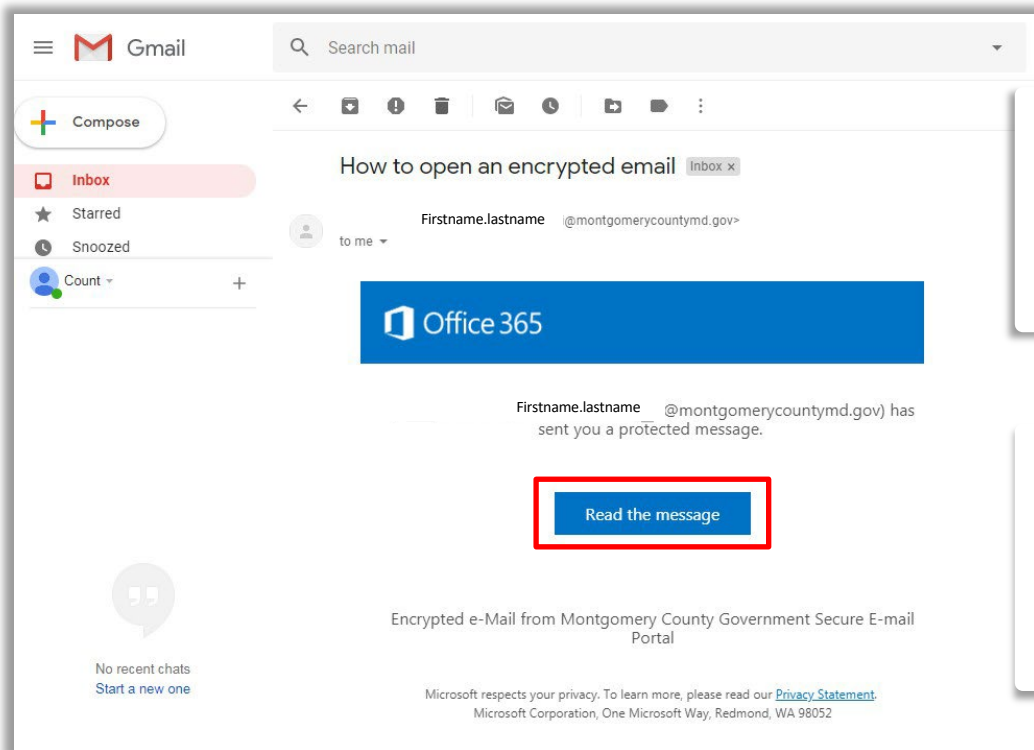 Gmail
Search mail
Compose
Inbox
Starred
Snoozed
Count
How to open an encrypted email Inbox x
Firstname.lastname @montgomerycountymd.gov>
to me
Office 365
Firstname.lastname @montgomerycountymd.gov) has
sent you a protected message.
Read the message
Encrypted e-Mail from Montgomery County Government Secure E-mail
Portal
No recent chats
Start a new one
Microsoft respects your privacy. To learn more, please read our Privacy Statement.
Microsoft Corporation, One Microsoft Way, Redmond, WA 98052